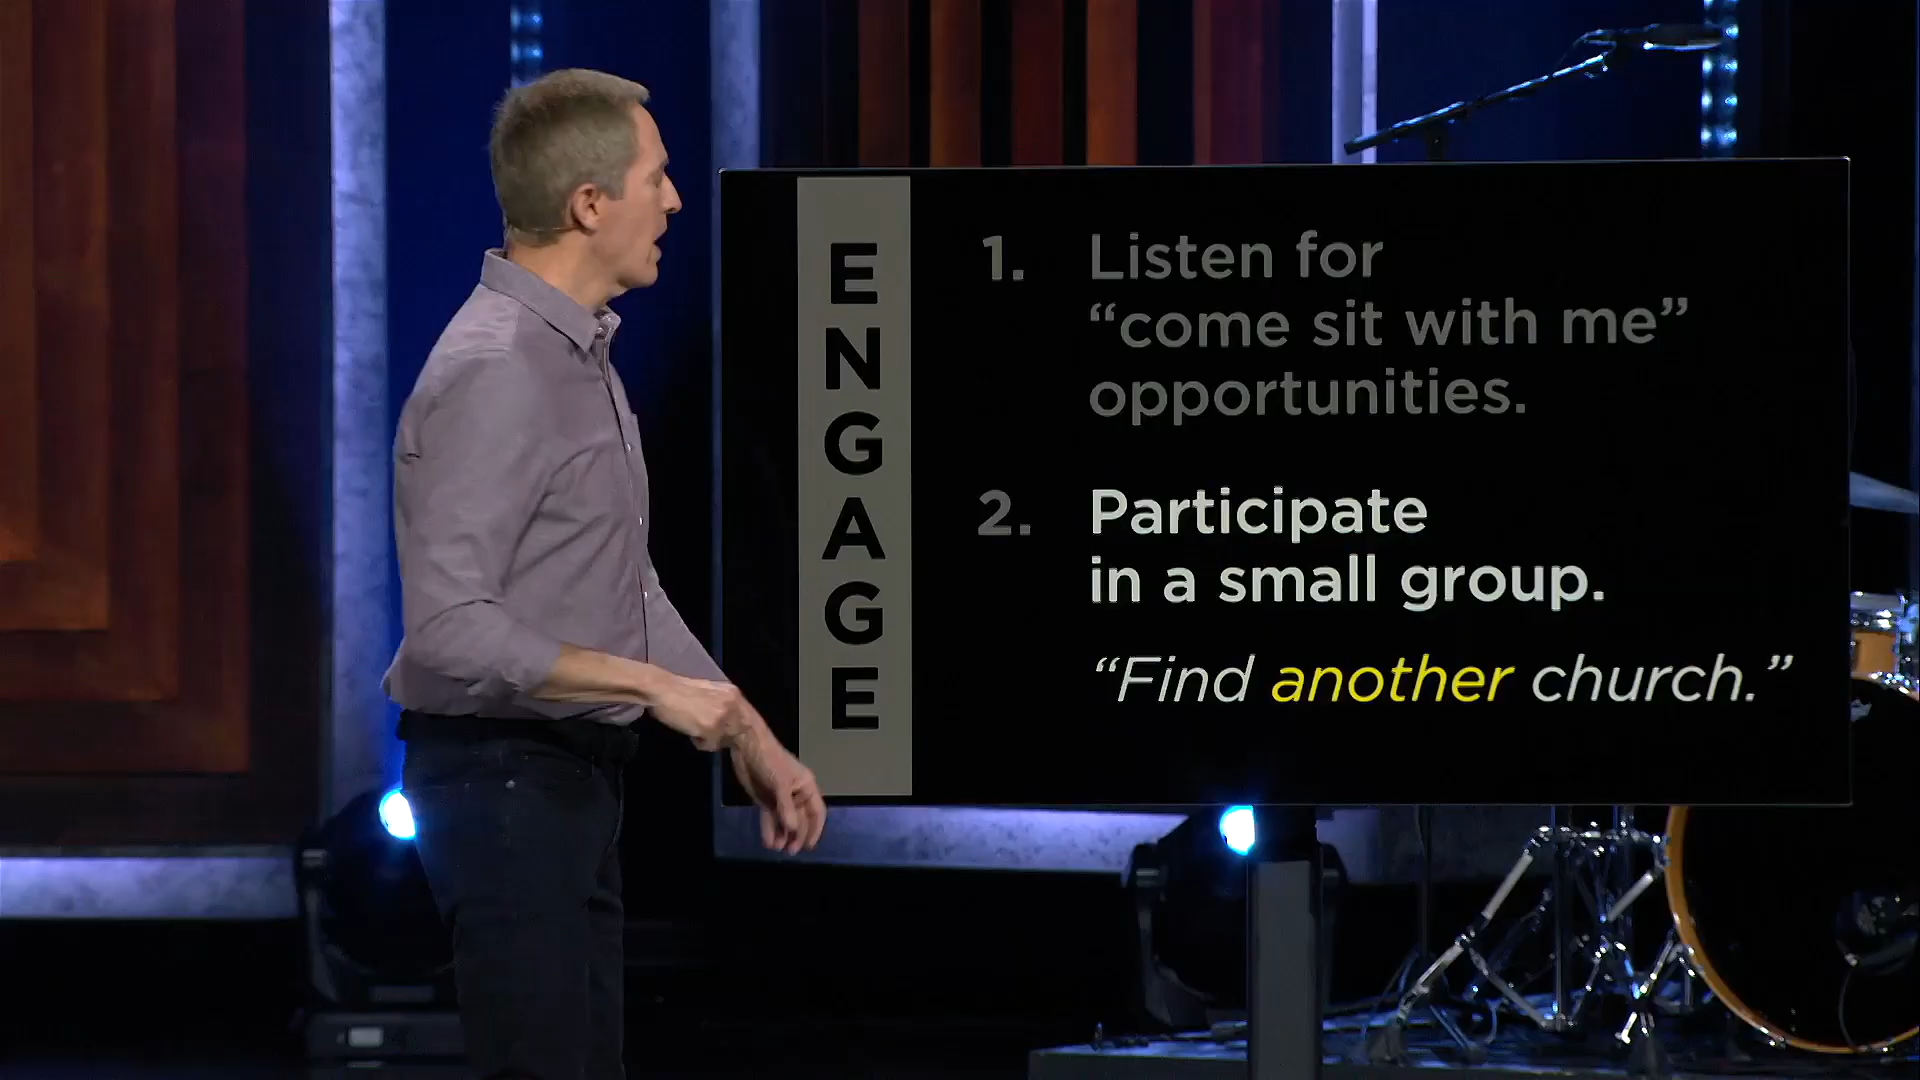 ENGAGE
1. Listen for
“come sit with me”
opportunities.
2. Participate
in a small group.
“Find another church.”